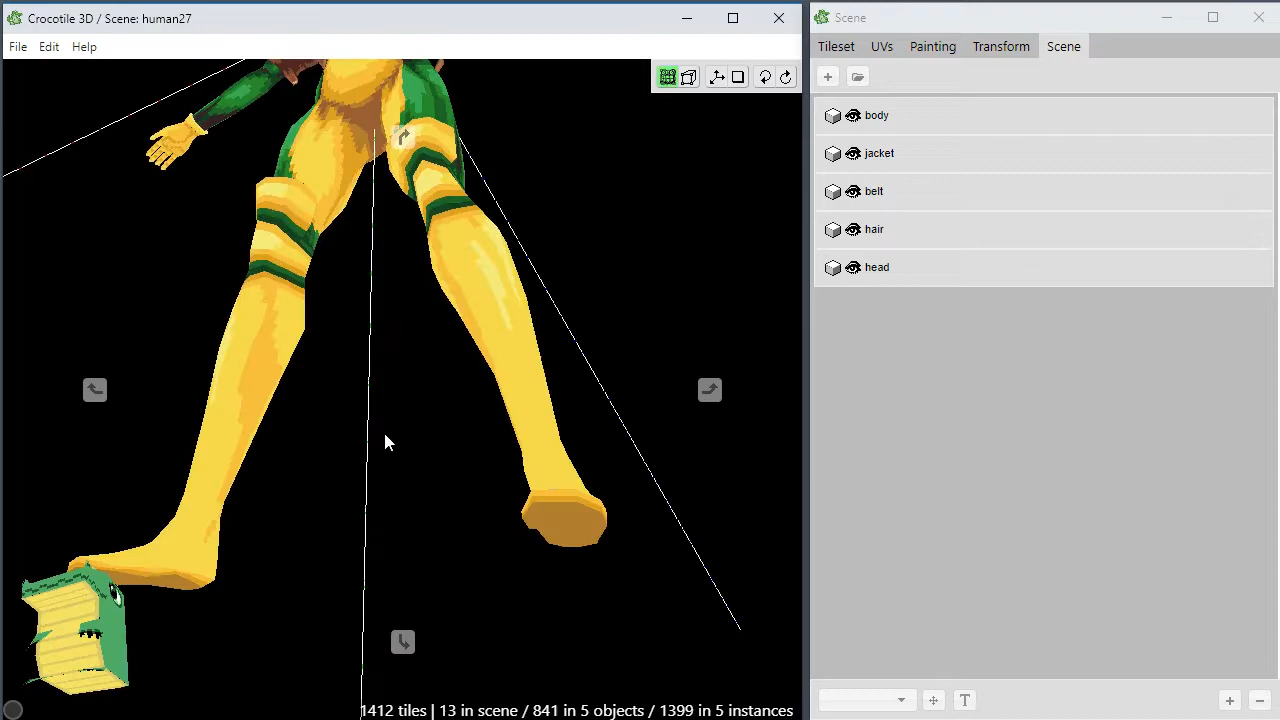 Crocotile 3D / Scene: human27
File Edit Help
Scene
Tileset UVs Painting Transform Scene
body
jacket
belt
hair
head
1412 tiles | 13 in scene / 841 in 5 objects / 1399 in 5 instances
T